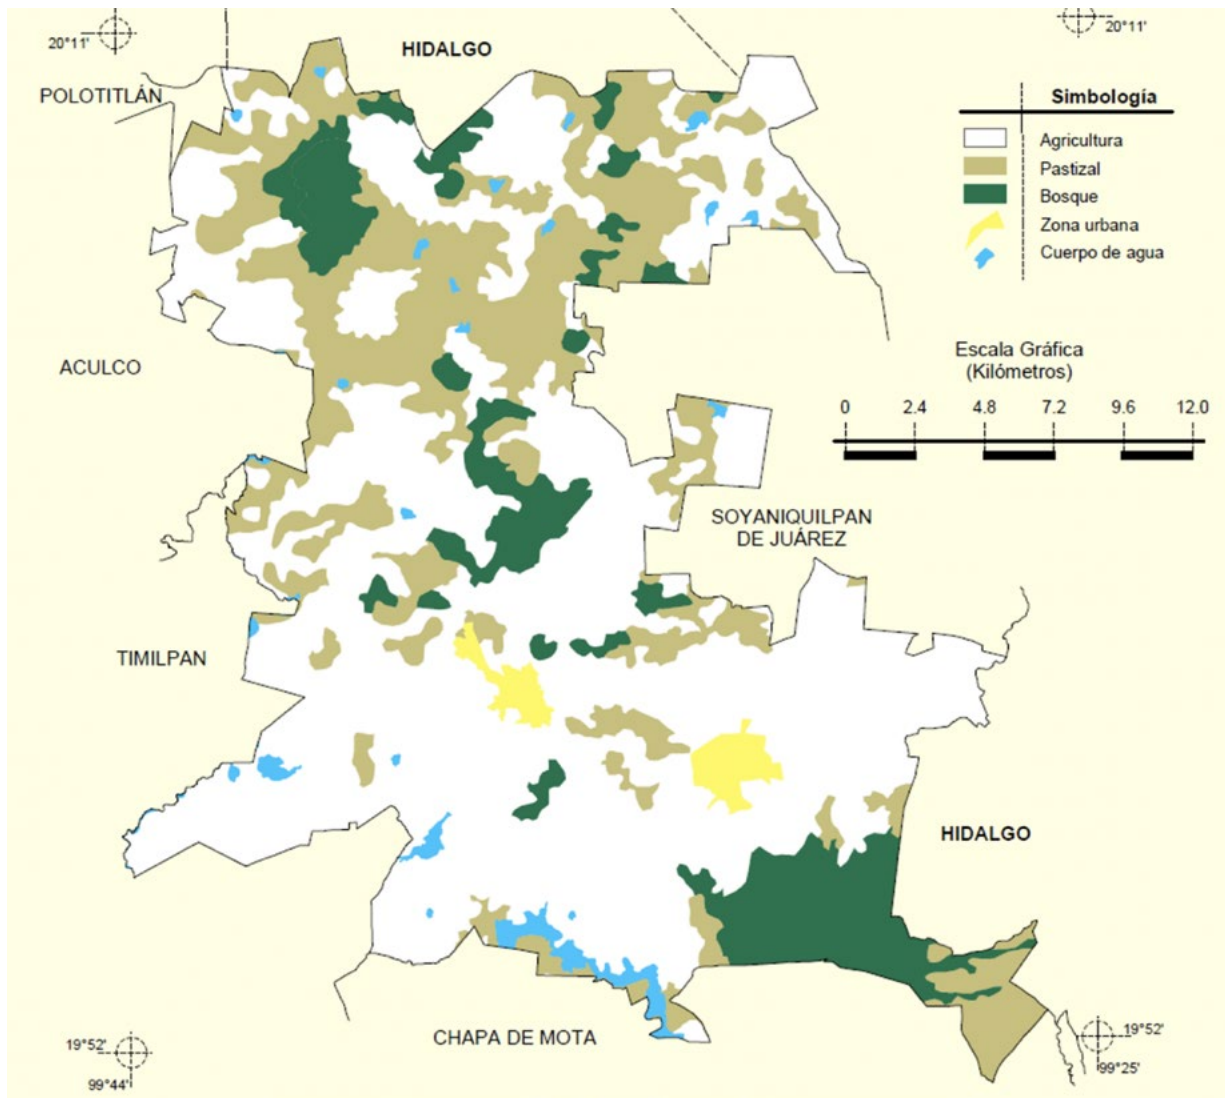 20°11'
HIDALGO
20°11'
POLOTITLÁN
Simbología
Agricultura
Pastizal
Bosque
Zona urbana
Cuerpo de agua
ACULCO
Escala Gráfica
(Kilómetros)
0 2.4 4.8 7.2 9.6 12.0
SOYANIQUILPAN
DE JUÁREZ
TIMILPAN
HIDALGO
CHAPA DE MOTA
19°52'
99°44'
19°52'
99°25'